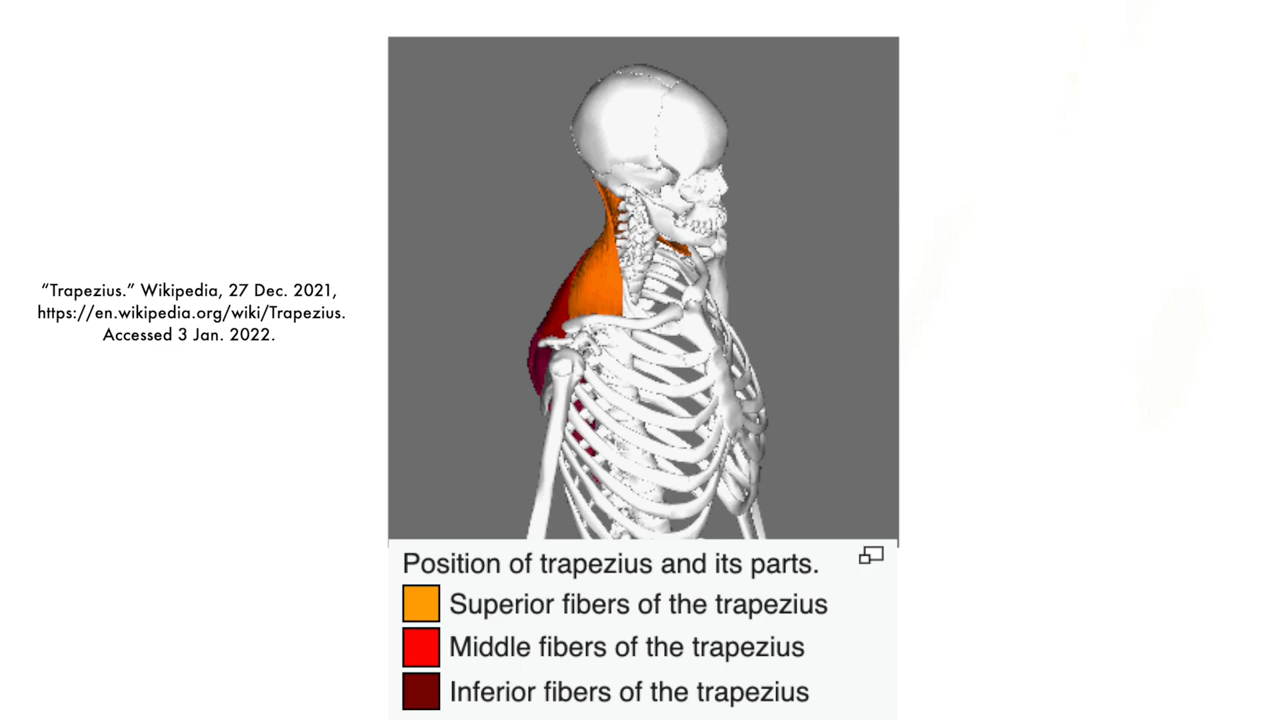 “Trapezius.” Wikipedia, 27 Dec. 2021,
https://en.wikipedia.org/wiki/Trapezius.
Accessed 3 Jan. 2022.
Position of trapezius and its parts.
Superior fibers of the trapezius
Middle fibers of the trapezius
Inferior fibers of the trapezius